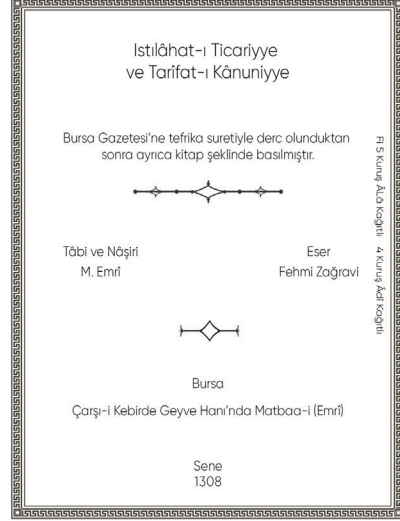 Istılâhat-ı Ticariyye
ve Tarîfat-ı Kânuniyye
Bursa Gazetesi’ne tefrika suretiyle derc olunduktan
sonra ayrıca kitap şeklinde basılmıştır.
Fî 5 Kuruş ÂLâ Kağıtlı 4 Kuruş Âdî Kağıtlı
Tâbi ve Nâşiri
M. Emrî
Eser
Fehmi Zağravi
Bursa
Çarşı-i Kebirde Geyve Hanı’nda Matbaa-i (Emrî)
Sene
1308